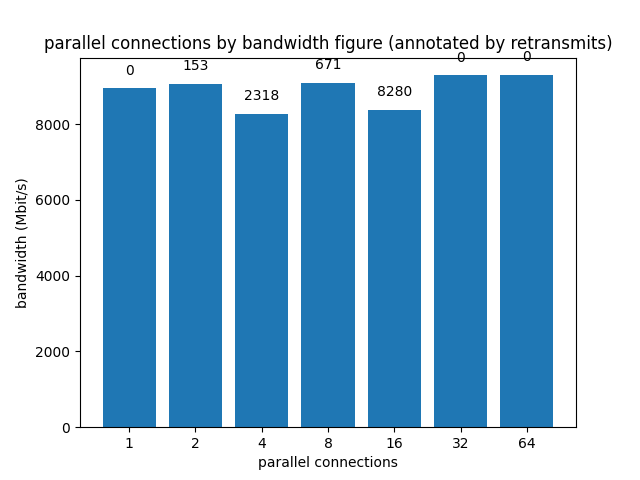 parallel connections by bandwidth figure (annotated by retransmits)
0 153 2318 671 8280 0 0
8000
6000
4000
2000
0
bandwidth (Mbit/s)
1 2 4 8 16 32 64
parallel connections